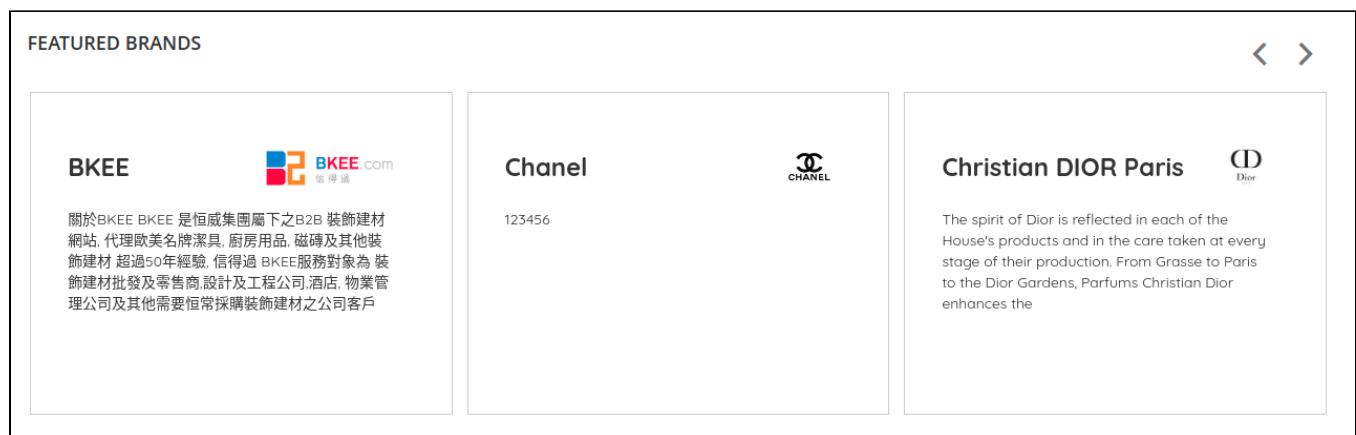 FEATURED BRANDS
BKEE
BKEE.com
信得過
關於BKEE BKEE 是恒威集團屬下之B2B 裝飾建材
網站, 代理歐美名牌潔具, 廚房用品, 磁磚及其他裝
飾建材 超過50年經驗, 信得過 BKEE服務對象為 裝
飾建材批發及零售商,設計及工程公司,酒店, 物業管
理公司及其他需要恒常採購裝飾建材之公司客戶
Chanel
CHANEL
123456
Christian DIOR Paris
CD
Dior
The spirit of Dior is reflected in each of the
House's products and in the care taken at every
stage of their production. From Grasse to Paris
to the Dior Gardens, Parfums Christian Dior
enhances the